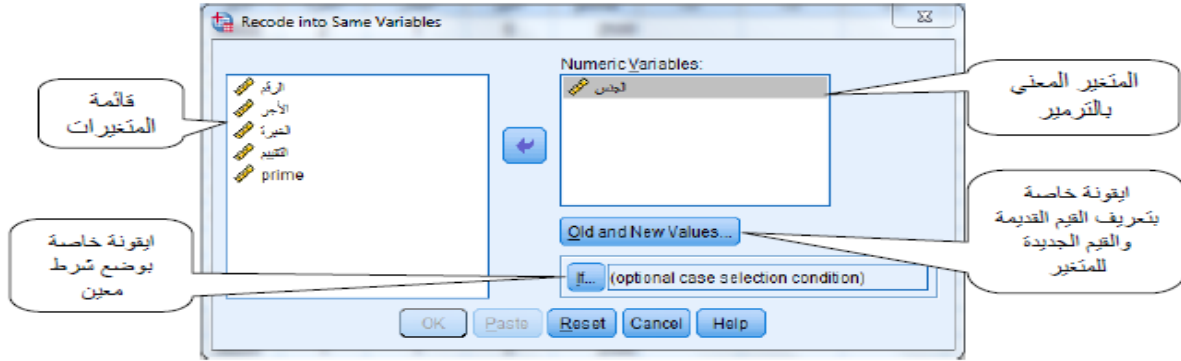 Recode into Same Variables
Numeric Variables:
الرقم
الأجر
الخبرة
التقييم
prime
الجنس
Old and New Values...
If... (optional case selection condition)
OK Paste Reset Cancel Help
قائمة
المتغيرات
ايقونة خاصة
بوضع شرط
معين
المتغير المعني
بالترمير
ايقونة خاصة
بتعريف القيم القديمة
والقيم الجديدة
للمتغير